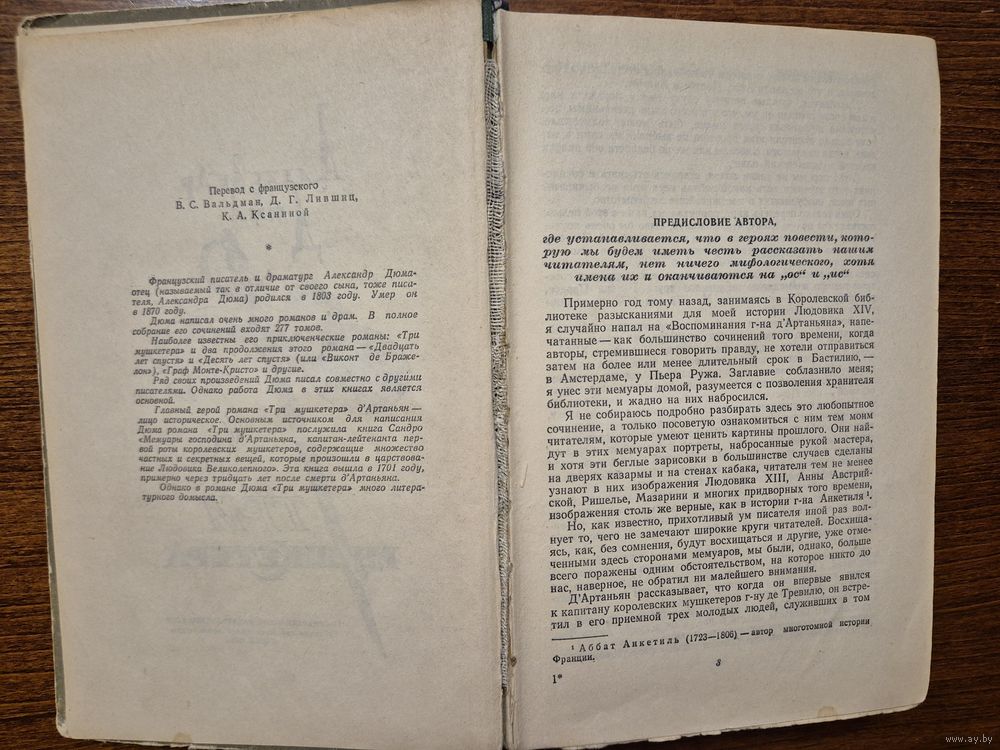 Перевод с французского
В. С. Вальдман, Д. Г. Лившиц,
К. А. Ксаниной
*
Французский писатель и драматург Александр Дюма-
отец (называемый так в отличие от своего сына, тоже писа-
теля, Александра Дюма) родился в 1803 году. Умер он
в 1870 году.
Дюма написал очень много романов и драм. В полное
собрание его сочинений входят 277 томов.
Наиболее известны его приключенческие романы: «Три
мушкетера» и два продолжения этого романа — «Двадцать
лет спустя» и «Десять лет спустя» (или «Виконт де Браже-
лон»), «Граф Монте-Кристо» и другие.
Ряд своих произведений Дюма писал совместно с другими
писателями. Однако работа Дюма в этих книгах является
основной.
Главный герой романа «Три мушкетера» д'Артаньян —
лицо историческое. Основным источником для написания
Дюма романа «Три мушкетера» послужила книга Сандро
«Мемуары господина д'Артаньяна, капитан-лейтенанта пер-
вой роты королевских мушкетеров, содержащие множество
частных и секретных вещей, которые произошли в царствова-
ние Людовика Великолепного». Эта книга вышла в 1701 году,
примерно через тридцать лет после смерти д'Артаньяна.
Однако в романе Дюма «Три мушкетера» много литера-
турного домысла.
ПРЕДИСЛОВИЕ АВТОРА,
где устанавливается, что в героях повести, кото-
рую мы будем иметь честь рассказать нашим
читателям, нет ничего мифологического, хотя
имена их и оканчиваются на „ос“ и „ис“
Примерно год тому назад, занимаясь в Королевской биб-
лиотеке разысканиями для моей истории Людовика XIV,
я случайно напал на «Воспоминания г-на д'Артаньяна», напе-
чатанные — как большинство сочинений того времени, когда
авторы, стремившиеся говорить правду, не хотели отправиться
затем на более или менее длительный срок в Бастилию, —
в Амстердаме, у Пьера Ружа. Заглавие соблазнило меня;
я унес эти мемуары домой, разумеется с позволения хранителя
библиотеки, и жадно на них набросился.
Я не собираюсь подробно разбирать здесь это любопытное
сочинение, а только посоветую ознакомиться с ним тем моим
читателям, которые умеют ценить картины прошлого. Они най-
дут в этих мемуарах портреты, набросанные рукой мастера,
и хотя эти беглые зарисовки в большинстве случаев сделаны
на дверях казармы и на стенах кабака, читатели тем не менее
узнают в них изображения Людовика XIII, Анны Австрий-
ской, Ришелье, Мазарини и многих придворных того времени,
изображения столь же верные, как в истории г-на Анкетиля ¹.
Но, как известно, прихотливый ум писателя иной раз вол-
нует то, чего не замечают широкие круги читателей. Восхища-
ясь, как, без сомнения, будут восхищаться и другие, уже отме-
ченными здесь сторонами мемуаров, мы были, однако, больше
всего поражены одним обстоятельством, на которое никто до
нас, наверное, не обратил ни малейшего внимания.
Д'Артаньян рассказывает, что когда он впервые явился
к капитану королевских мушкетеров г-ну де Тревилю, он встре-
тил в его приемной трех молодых людей, служивших в том
¹ Аббат Анкетиль (1723—1806) — автор многотомной истории
Франции.
3
1*
www.ay.by